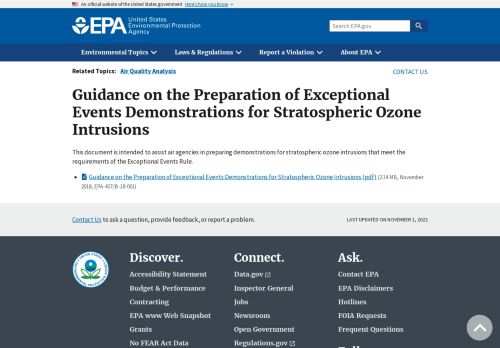 An official website of the United States government Here's how you know
EPA United States
Environmental Protection
Agency
Search EPA.gov
Environmental Topics Laws & Regulations Report a Violation About EPA
Related Topics: Air Quality Analysis CONTACT US
Guidance on the Preparation of Exceptional
Events Demonstrations for Stratospheric Ozone
Intrusions
This document is intended to assist air agencies in preparing demonstrations for stratospheric ozone intrusions that meet the
requirements of the Exceptional Events Rule.
Guidance on the Preparation of Exceptional Events Demonstrations for Stratospheric Ozone Intrusions (pdf) (2.14 MB, November
2018, EPA-457/B-18-001)
Contact Us to ask a question, provide feedback, or report a problem. LAST UPDATED ON NOVEMBER 1, 2022
Discover.
Accessibility Statement
Budget & Performance
Contracting
EPA www Web Snapshot
Grants
No FEAR Act Data
Connect.
Data.gov
Inspector General
Jobs
Newsroom
Open Government
Regulations.gov
Ask.
Contact EPA
EPA Disclaimers
Hotlines
FOIA Requests
Frequent Questions